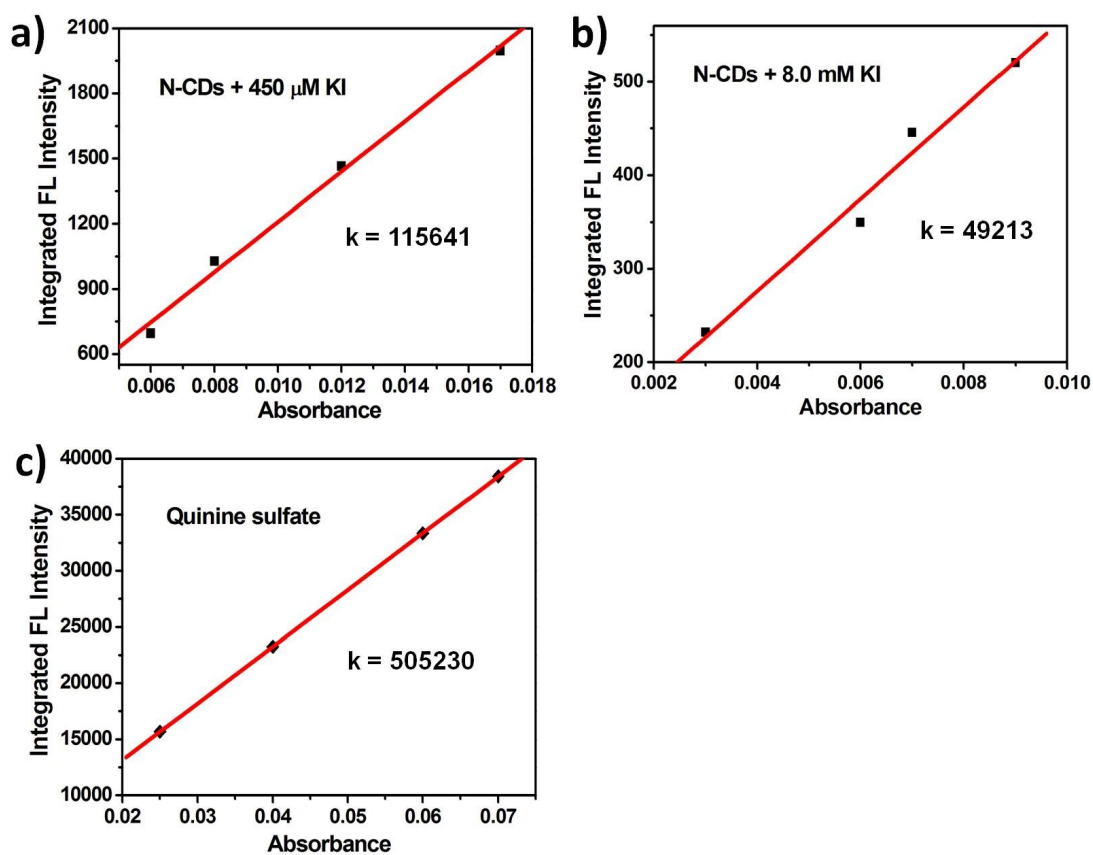 a)
2100
1800
1500
1200
900
600
Integrated FL Intensity
N-CDs + 450 μM KI
k = 115641
0.006 0.008 0.010 0.012 0.014 0.016 0.018
Absorbance
b)
500
400
300
200
Integrated FL Intensity
N-CDs + 8.0 mM KI
k = 49213
0.002 0.004 0.006 0.008 0.010
Absorbance
c)
40000
35000
30000
25000
20000
15000
10000
Integrated FL Intensity
Quinine sulfate
k = 505230
0.02 0.03 0.04 0.05 0.06 0.07
Absorbance